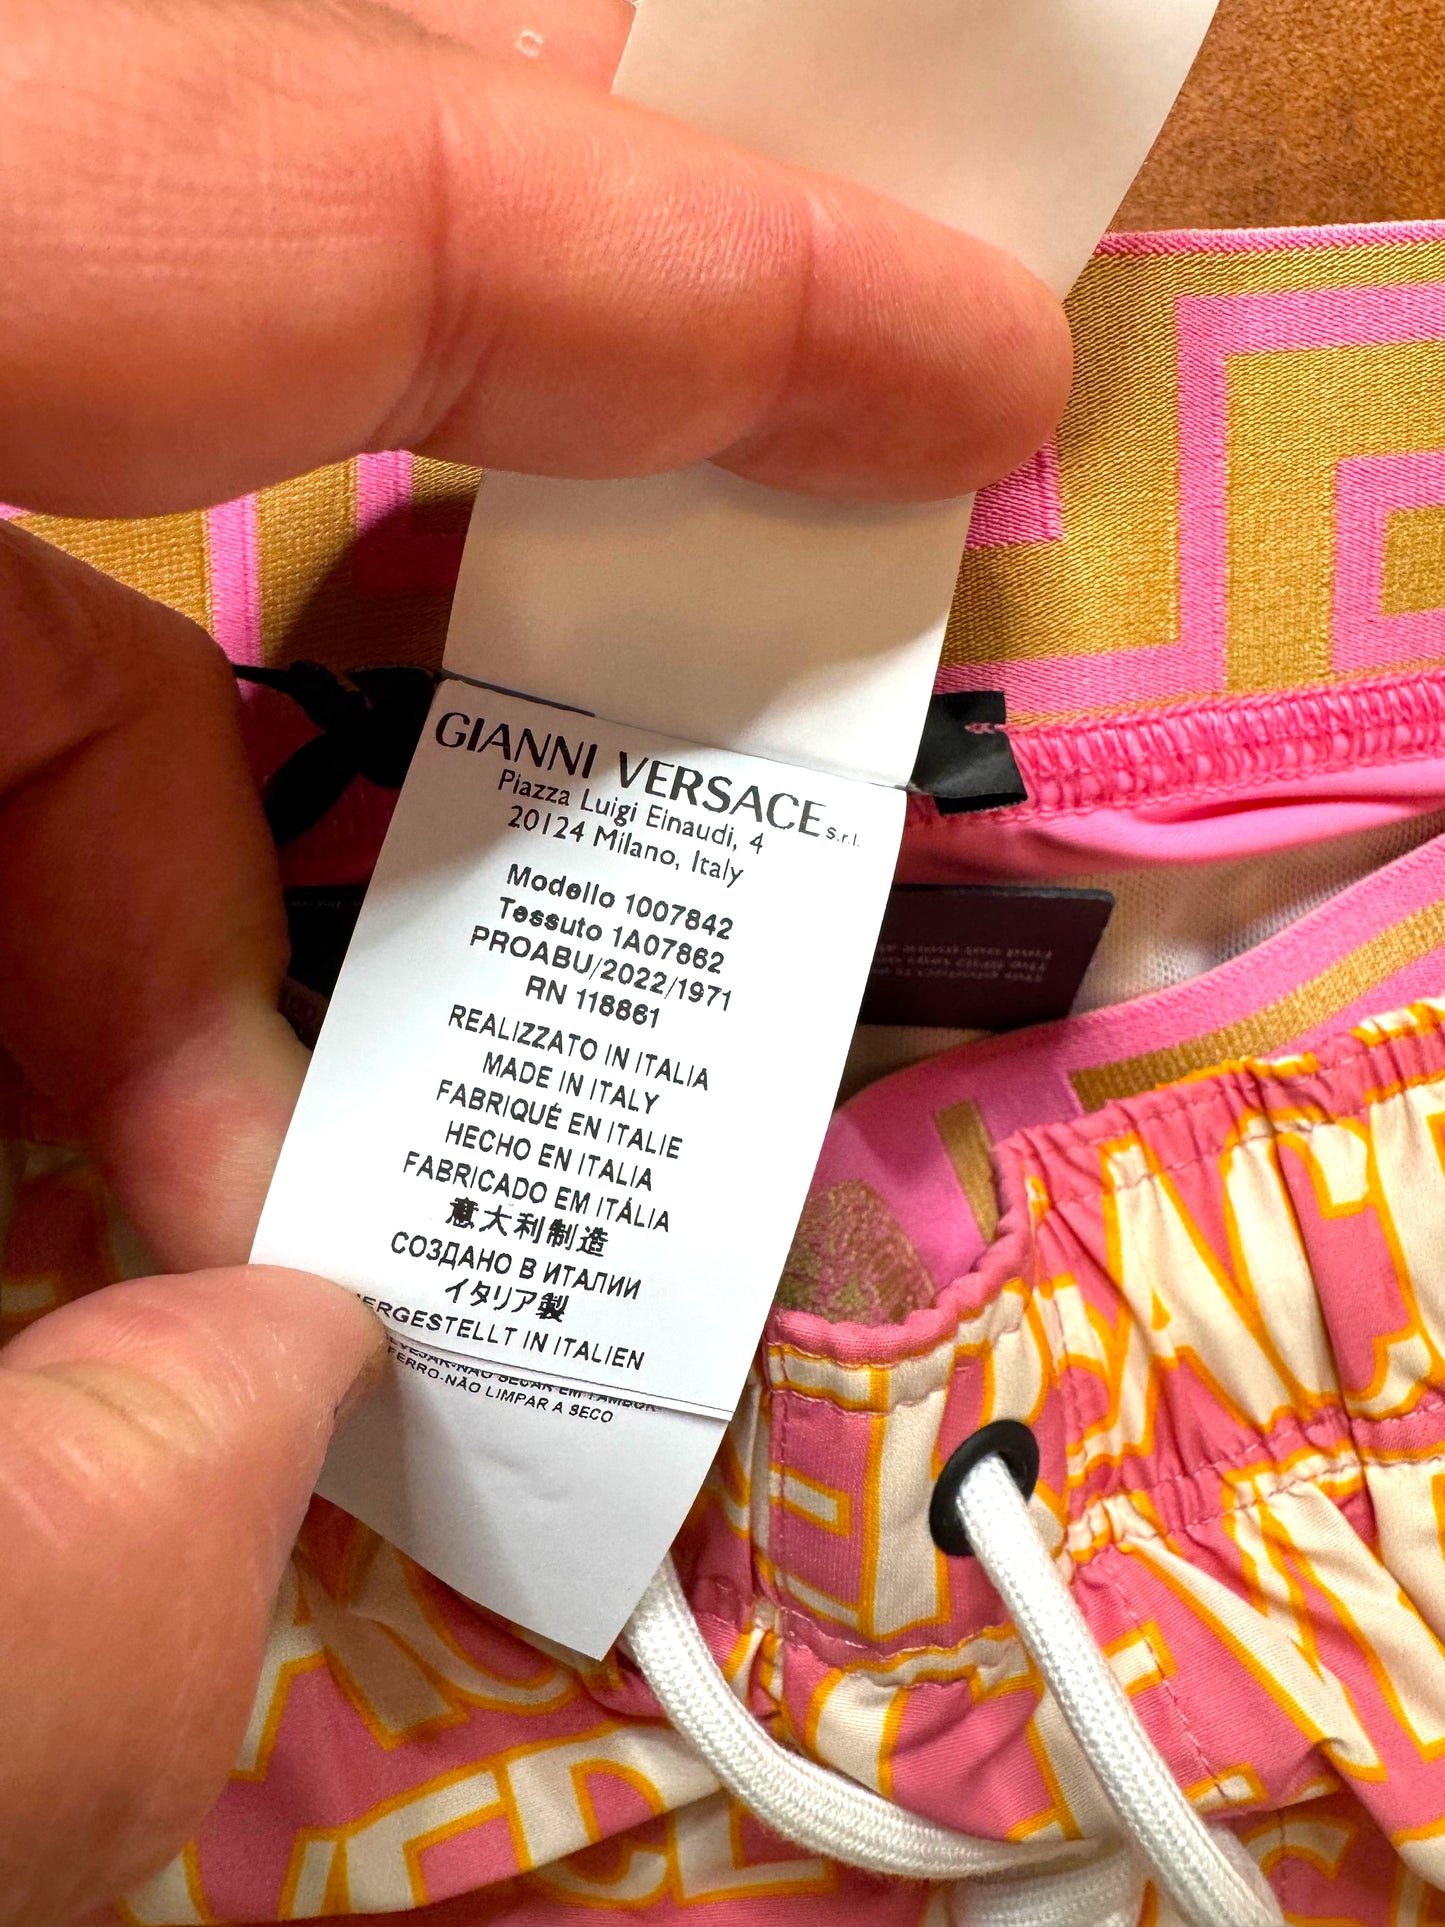 GIANNI VERSACE s.r.l.
Piazza Luigi Einaudi, 4
20124 Milano, Italy
Modello 1007842
Tessuto 1A07862
PROABU/2022/1971
RN 118861
REALIZZATO IN ITALIA
MADE IN ITALY
FABRIQUÉ EN ITALIE
HECHO EN ITALIA
FABRICADO EM ITÁLIA
意大利制造
СОЗДАНО В ИТАЛИИ
イタリア製
HERGESTELLT IN ITALIEN
FERRO-NÃO LIMPAR A SECO